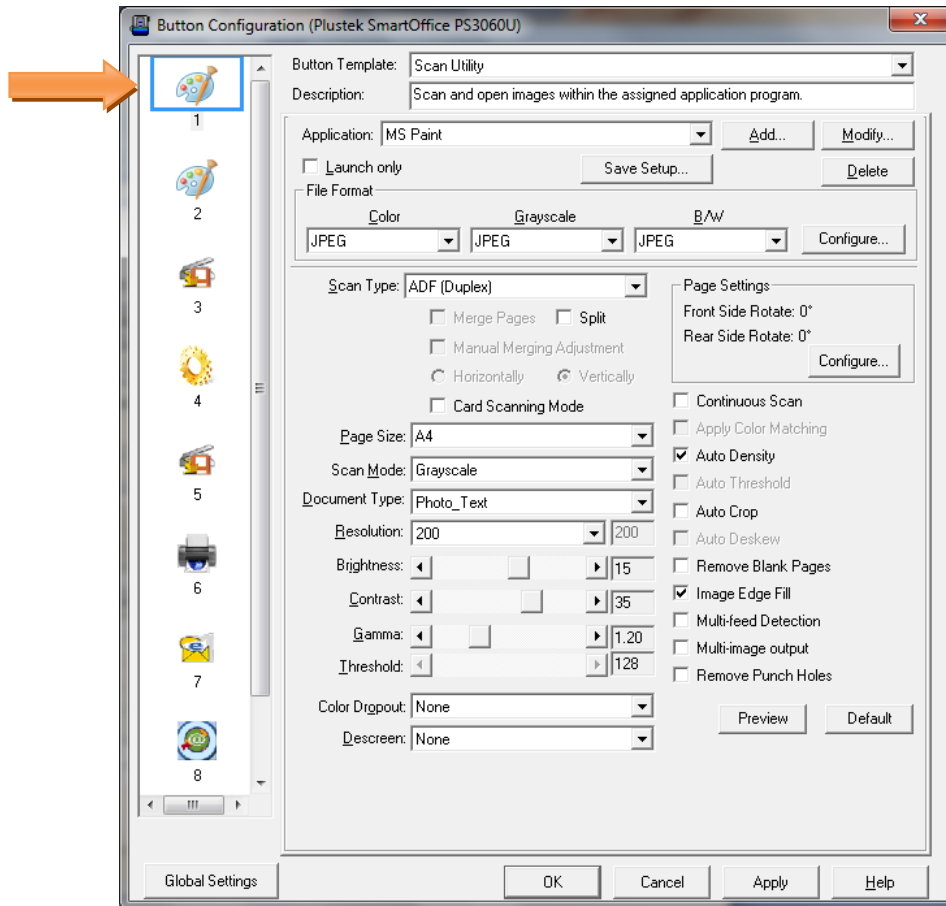 Button Configuration (Plustek SmartOffice PS3060U)
1
2
3
4
5
6
7
8
Button Template: Scan Utility
Description: Scan and open images within the assigned application program.
Application: MS Paint Add... Modify...
Launch only Save Setup... Delete
File Format
Color Grayscale B/W
JPEG JPEG JPEG Configure...
Scan Type: ADF (Duplex)
Merge Pages Split
Manual Merging Adjustment
Horizontally Vertically
Card Scanning Mode
Page Size: A4
Scan Mode: Grayscale
Document Type: Photo_Text
Resolution: 200 200
Brightness: 15
Contrast: 35
Gamma: 1.20
Threshold: 128
Color Dropout: None
Descreen: None
Page Settings
Front Side Rotate: 0°
Rear Side Rotate: 0°
Configure...
Continuous Scan
Apply Color Matching
Auto Density
Auto Threshold
Auto Crop
Auto Deskew
Remove Blank Pages
Image Edge Fill
Multi-feed Detection
Multi-image output
Remove Punch Holes
Preview Default
Global Settings OK Cancel Apply Help